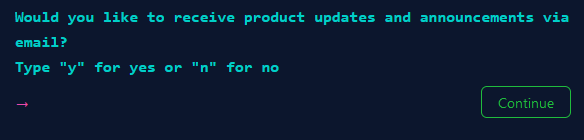 Would you like to receive product updates and announcements via
email?
Type "y" for yes or "n" for no
→
Continue